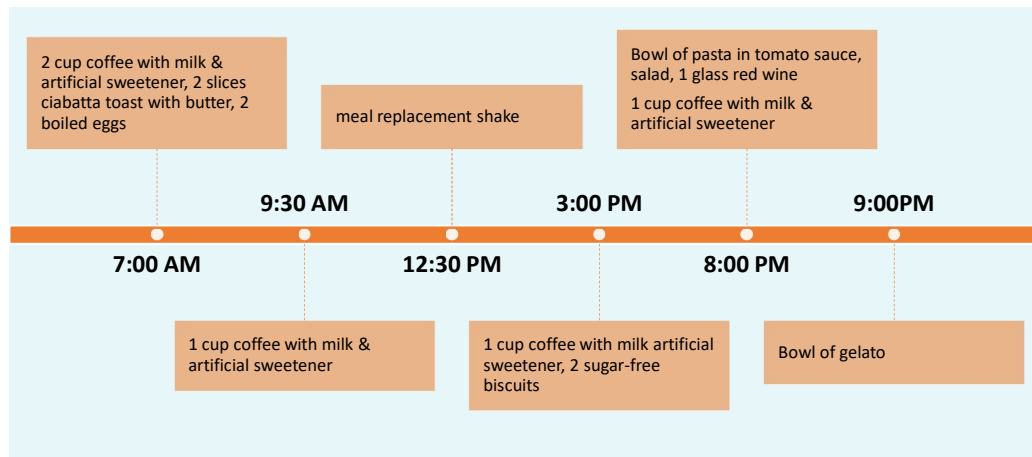 2 cup coffee with milk &
artificial sweetener, 2 slices
ciabatta toast with butter, 2
boiled eggs
meal replacement shake
Bowl of pasta in tomato sauce,
salad, 1 glass red wine
1 cup coffee with milk &
artificial sweetener
9:30 AM
3:00 PM
9:00PM
7:00 AM
12:30 PM
8:00 PM
1 cup coffee with milk &
artificial sweetener
1 cup coffee with milk artificial
sweetener, 2 sugar-free
biscuits
Bowl of gelato